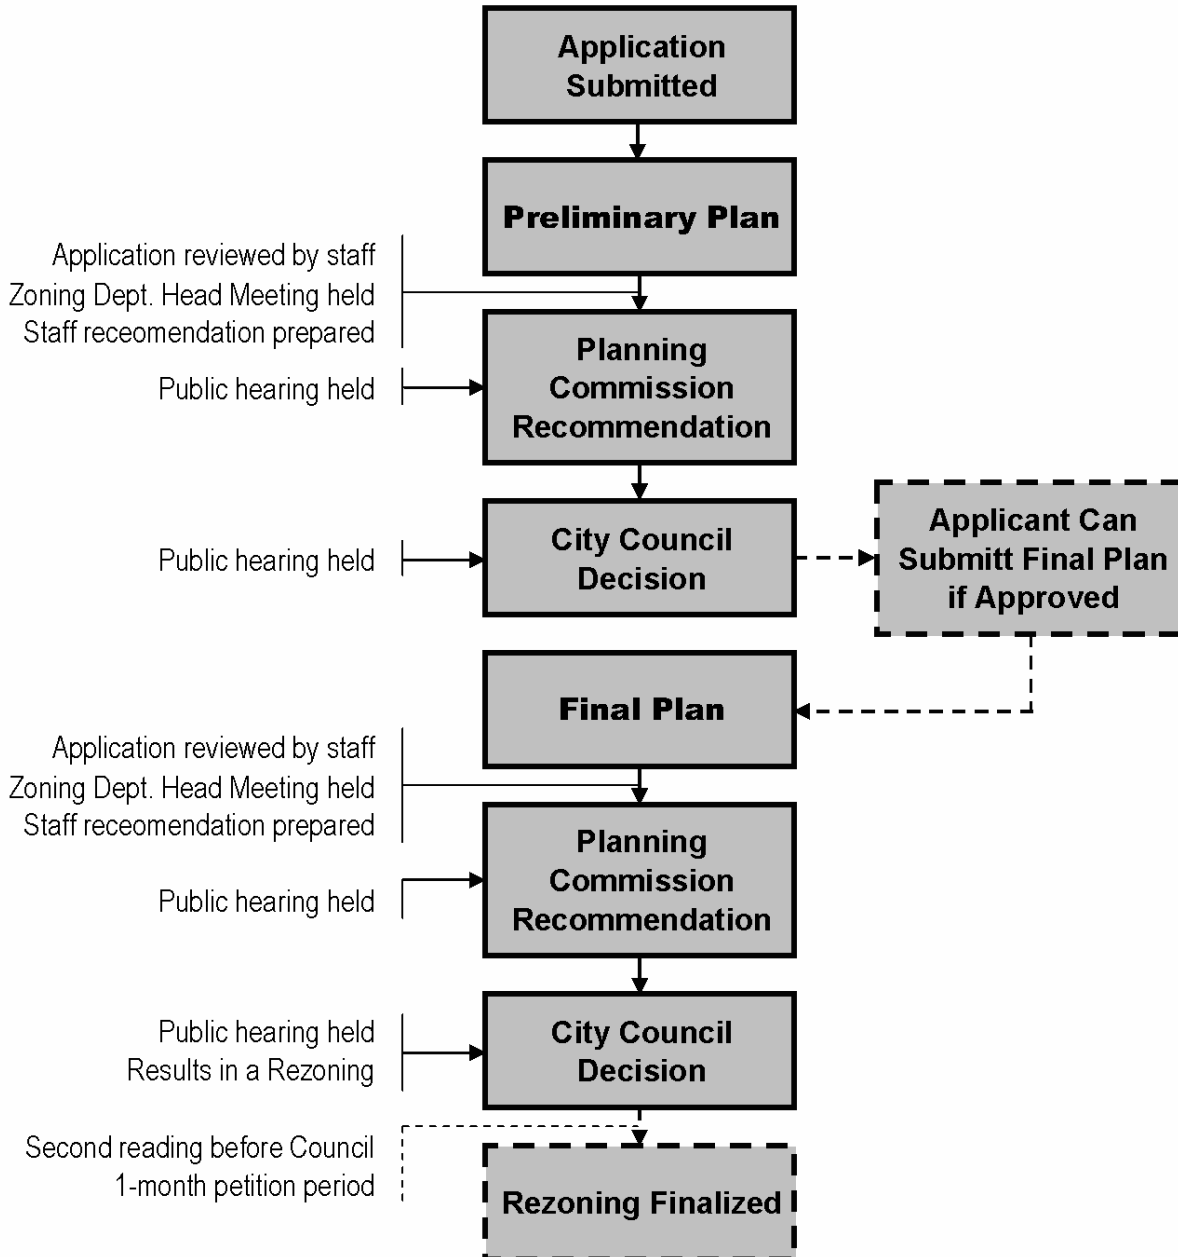 Application
Submitted
Preliminary Plan
Application reviewed by staff
Zoning Dept. Head Meeting held
Staff receomendation prepared
Planning
Commission
Recommendation
Public hearing held
City Council
Decision
Public hearing held
Applicant Can
Submitt Final Plan
if Approved
Final Plan
Application reviewed by staff
Zoning Dept. Head Meeting held
Staff receomendation prepared
Planning
Commission
Recommendation
Public hearing held
City Council
Decision
Public hearing held
Results in a Rezoning
Second reading before Council
1-month petition period
Rezoning Finalized